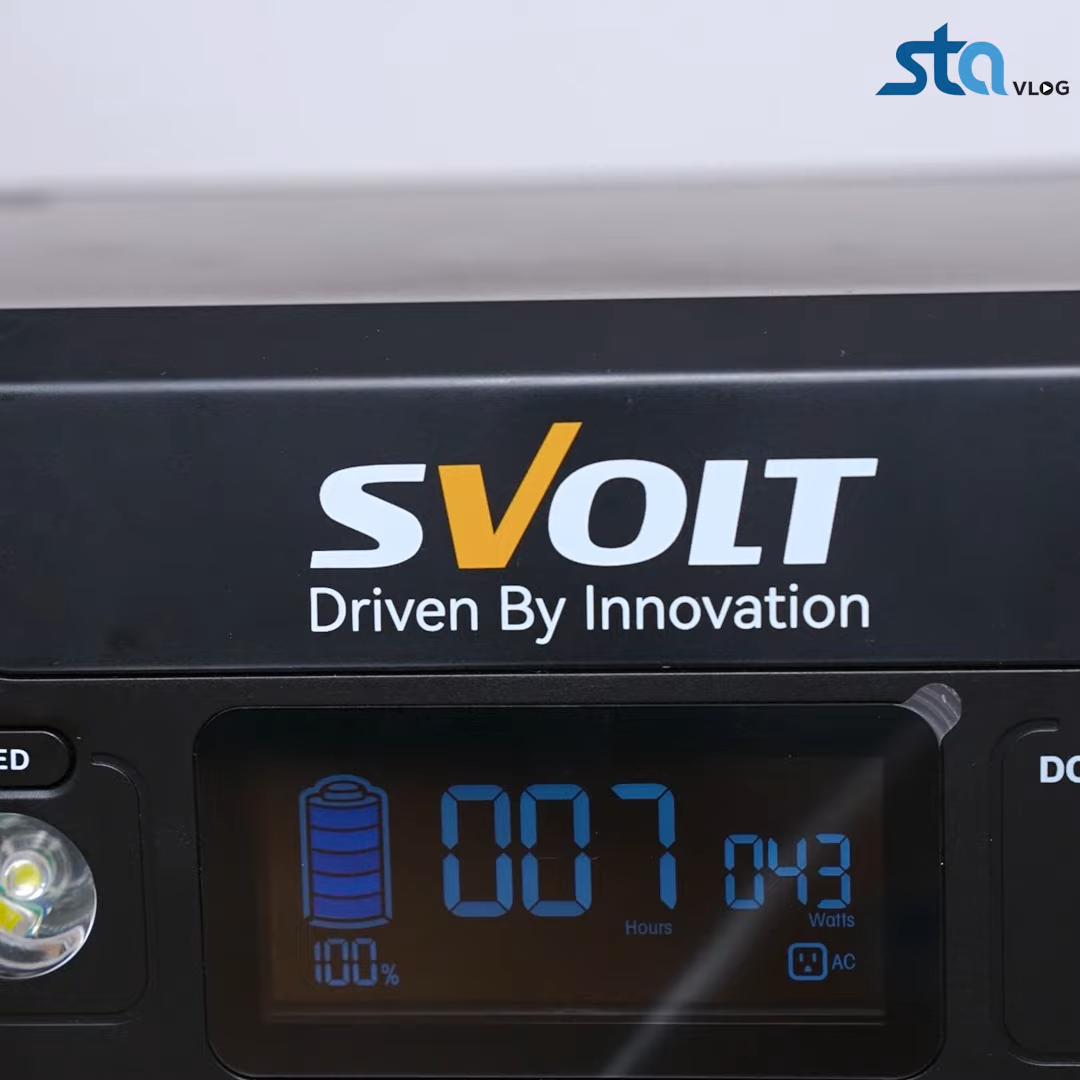 sta VLOG
SVOLT
Driven By Innovation
ED
DC
007
Hours
043
Watts
100%
AC